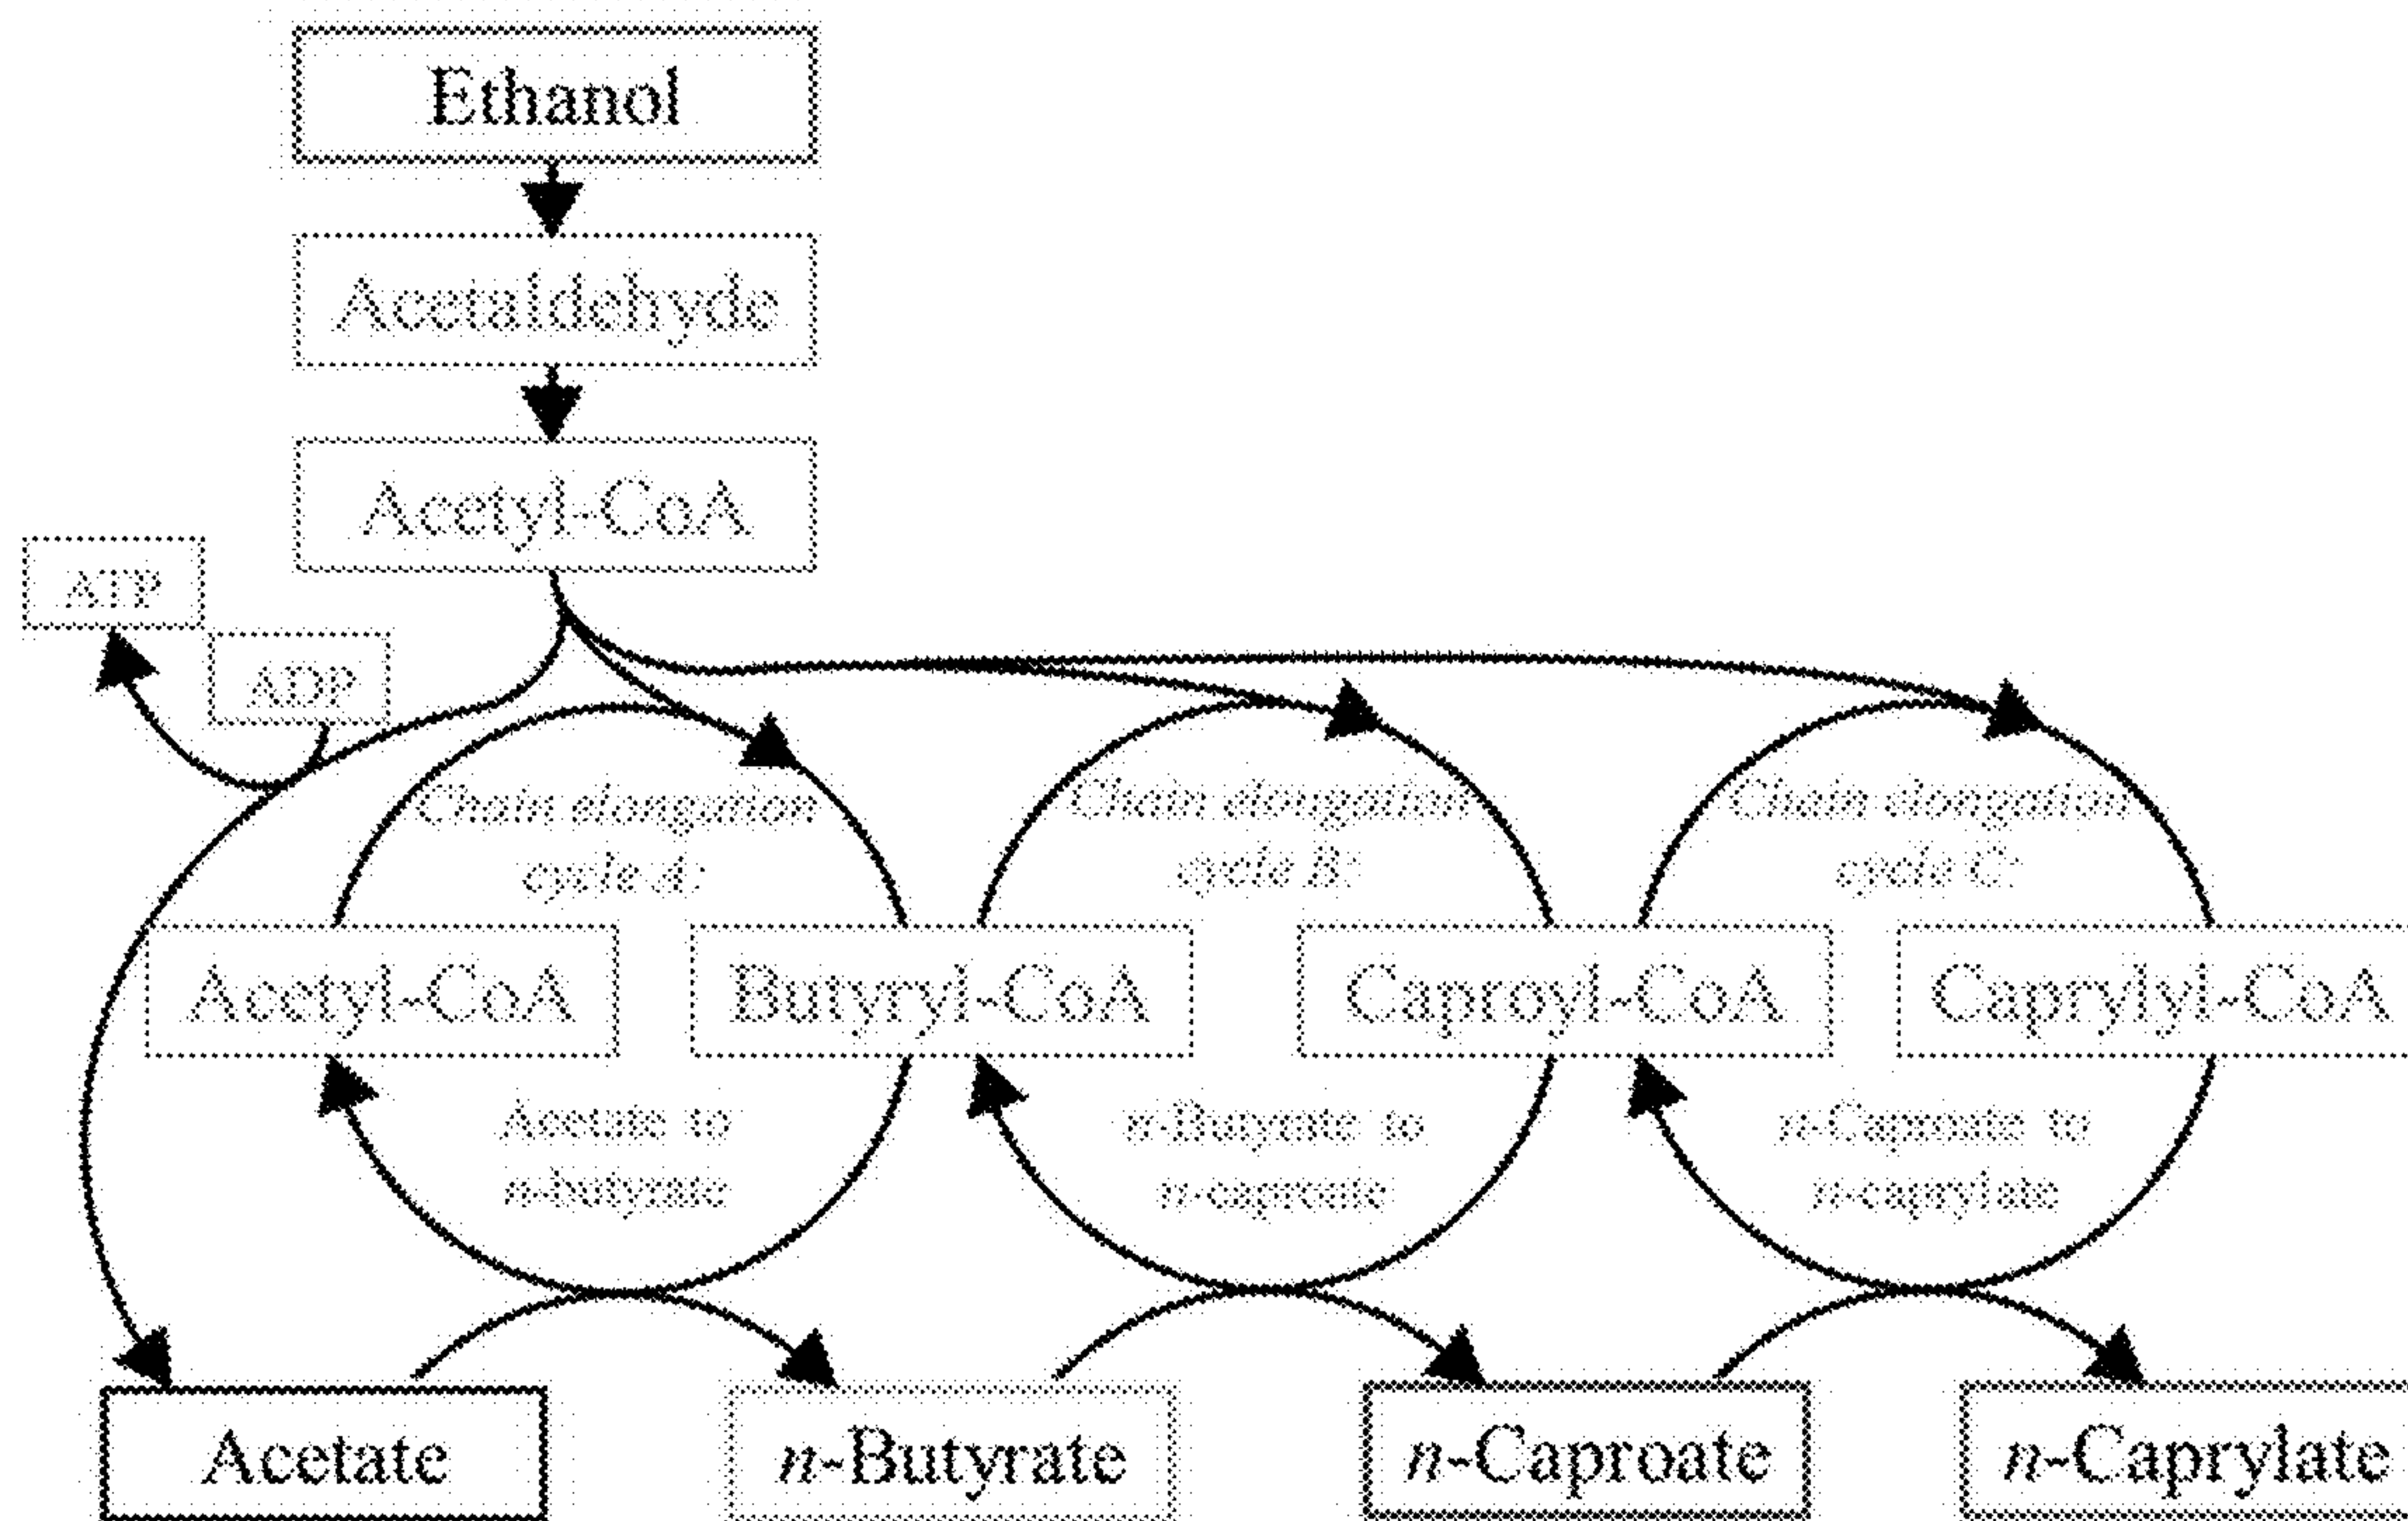 Ethanol
Acetaldehyde
Acetyl-CoA
ATP
ADP
Chain elongation
cycle A:
Chain elongation
cycle B:
Chain elongation
cycle C:
Acetyl-CoA
Butyryl-CoA
Caproyl-CoA
Caprylyl-CoA
Acetate to
n-butyrate
n-Butyrate to
n-caproate
n-Caproate to
n-caprylate
Acetate
n-Butyrate
n-Caproate
n-Caprylate